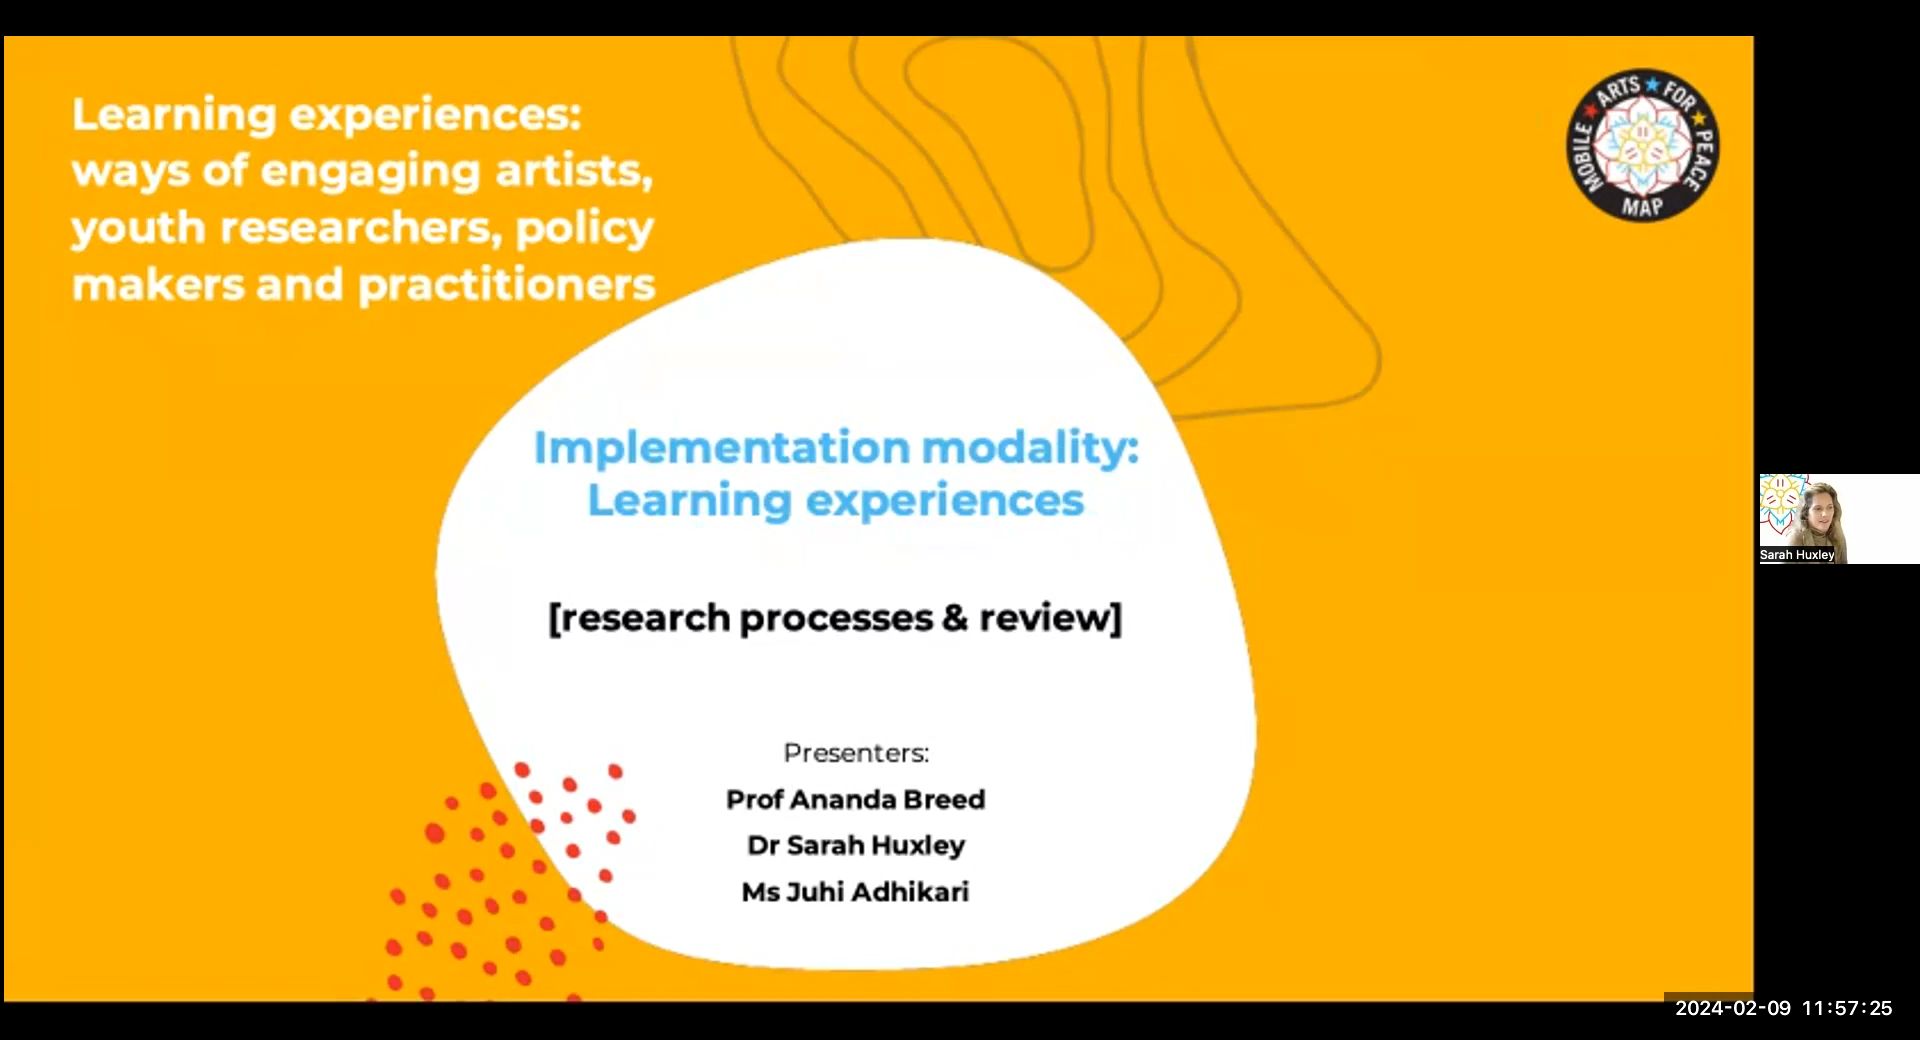 Learning experiences:
ways of engaging artists,
youth researchers, policy
makers and practitioners
MOBILE ★ ARTS ★ FOR ★ PEACE
MAP
Implementation modality:
Learning experiences
[research processes & review]
Presenters:
Prof Ananda Breed
Dr Sarah Huxley
Ms Juhi Adhikari
Sarah Huxley
2024-02-09 11:57:25